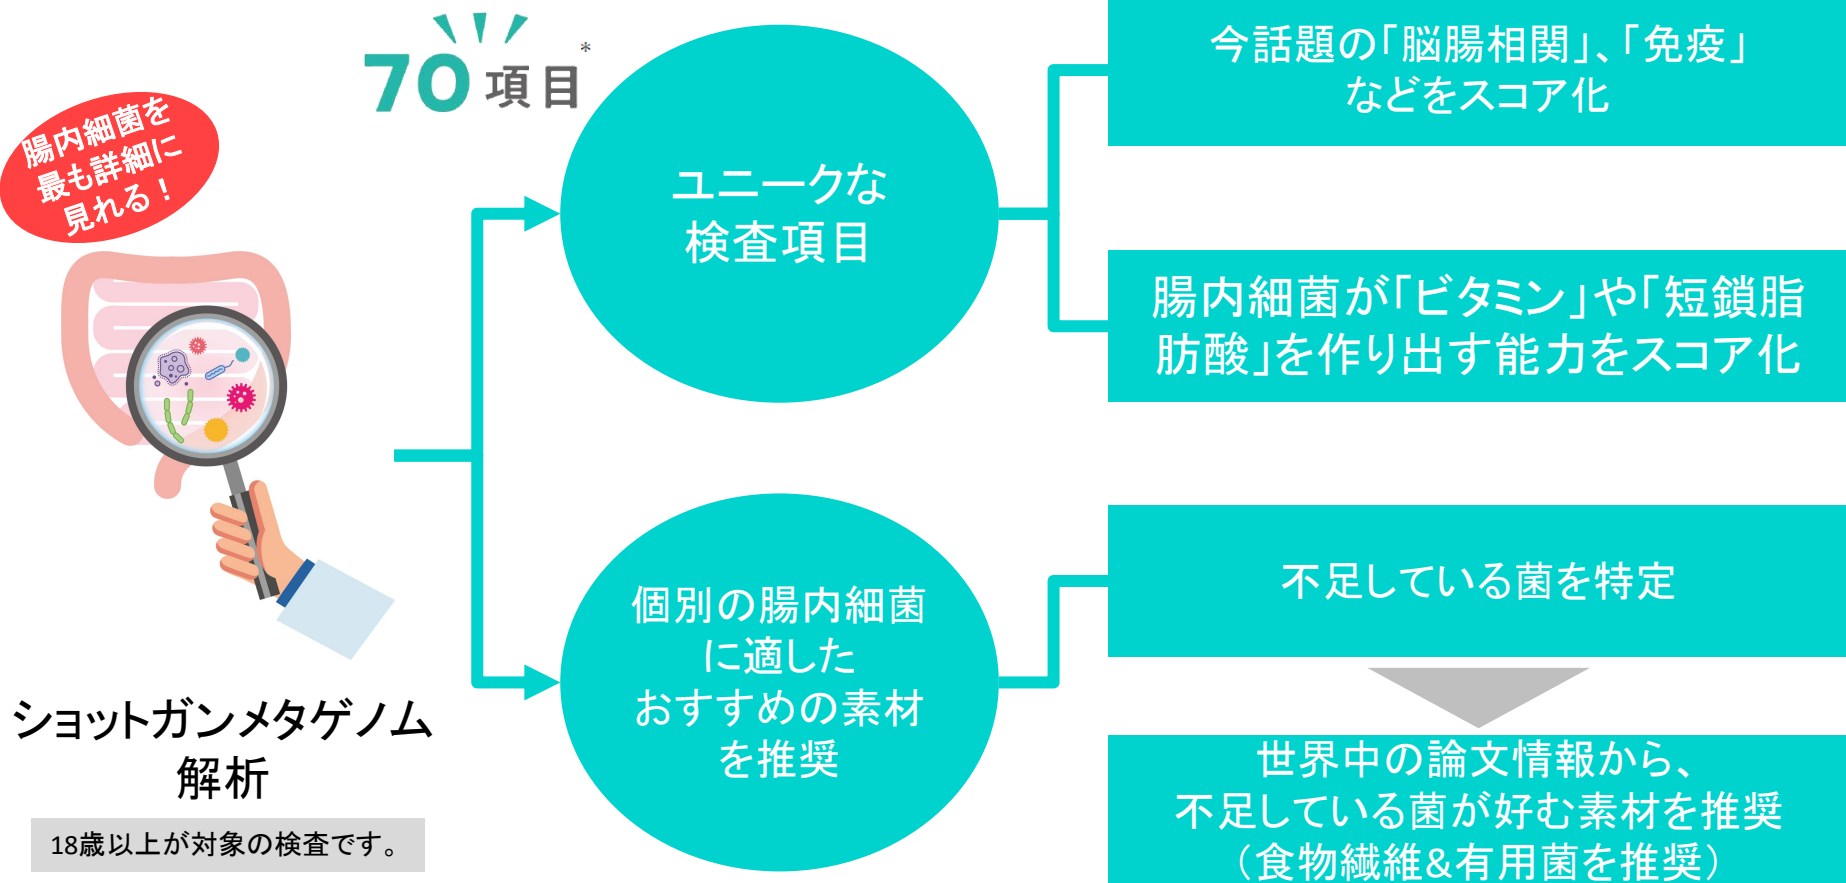 70項目*
腸内細菌を
最も詳細に
見れる！
ショットガンメタゲノム
解析
18歳以上が対象の検査です。
ユニークな
検査項目
今話題の「脳腸相関」、「免疫」
などをスコア化
腸内細菌が「ビタミン」や「短鎖脂
肪酸」を作り出す能力をスコア化
個別の腸内細菌
に適した
おすすめの素材
を推奨
不足している菌を特定
世界中の論文情報から、
不足している菌が好む素材を推奨
（食物繊維&有用菌を推奨）